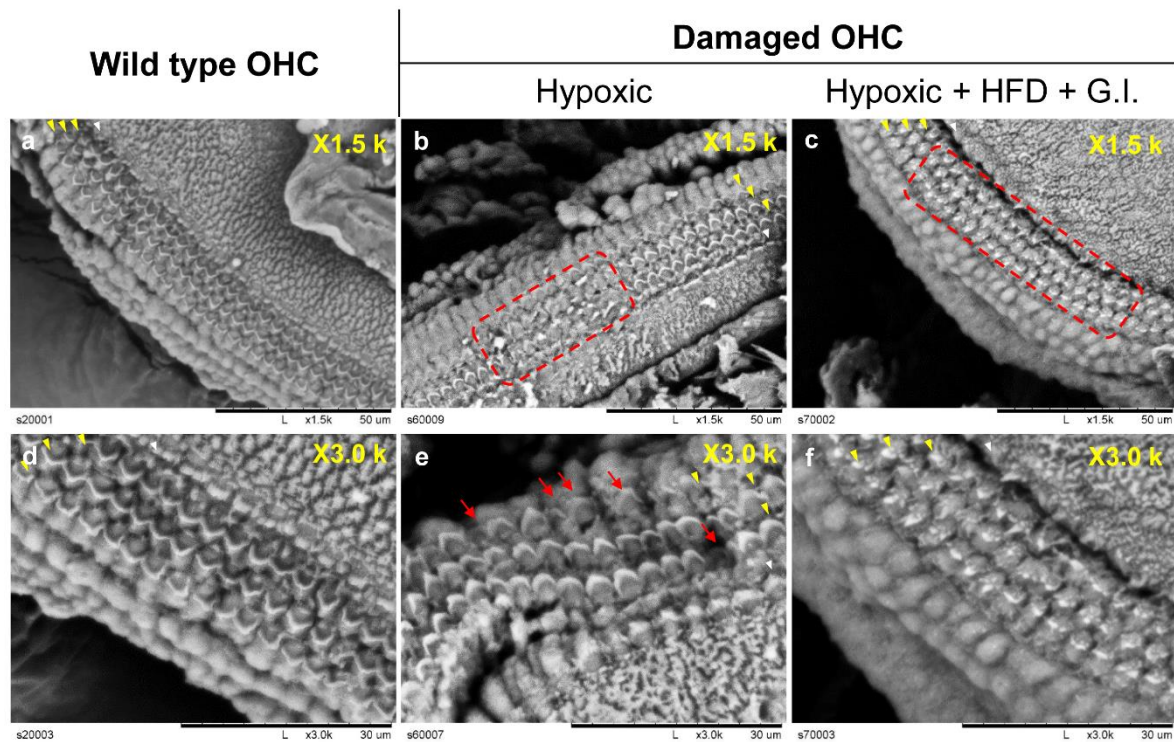 Wild type OHC
Damaged OHC
Hypoxic
Hypoxic + HFD + G.I.
a
X1.5 k
s20001
L x1.5k 50 um
b
X1.5 k
s60009
L x1.5k 50 um
c
X1.5 k
s70002
L x1.5k 50 um
d
X3.0 k
s20003
L x3.0k 30 um
e
X3.0 k
s60007
L x3.0k 30 um
f
X3.0 k
s70003
L x3.0k 30 um